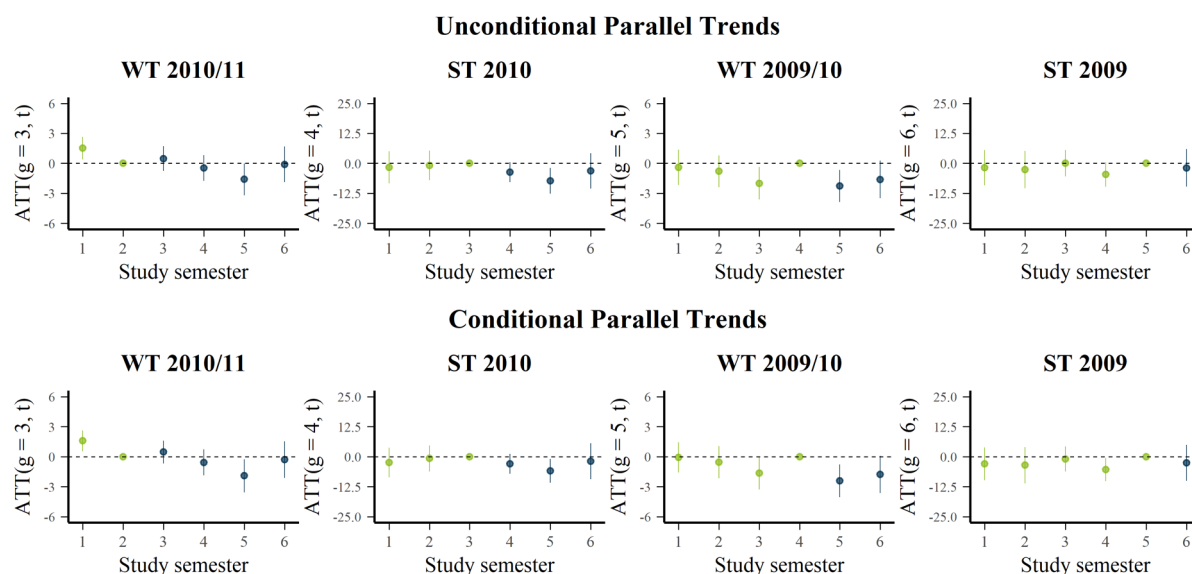 Unconditional Parallel Trends
WT 2010/11
ST 2010
WT 2009/10
ST 2009
ATT(g = 3, t)
6
3
0
-3
-6
1 2 3 4 5 6
Study semester
ATT(g = 4, t)
25.0
12.5
0.0
-12.5
-25.0
1 2 3 4 5 6
Study semester
ATT(g = 5, t)
6
3
0
-3
-6
1 2 3 4 5 6
Study semester
ATT(g = 6, t)
25.0
12.5
0.0
-12.5
-25.0
1 2 3 4 5 6
Study semester
Conditional Parallel Trends
WT 2010/11
ST 2010
WT 2009/10
ST 2009
ATT(g = 3, t)
6
3
0
-3
-6
1 2 3 4 5 6
Study semester
ATT(g = 4, t)
25.0
12.5
0.0
-12.5
-25.0
1 2 3 4 5 6
Study semester
ATT(g = 5, t)
6
3
0
-3
-6
1 2 3 4 5 6
Study semester
ATT(g = 6, t)
25.0
12.5
0.0
-12.5
-25.0
1 2 3 4 5 6
Study semester